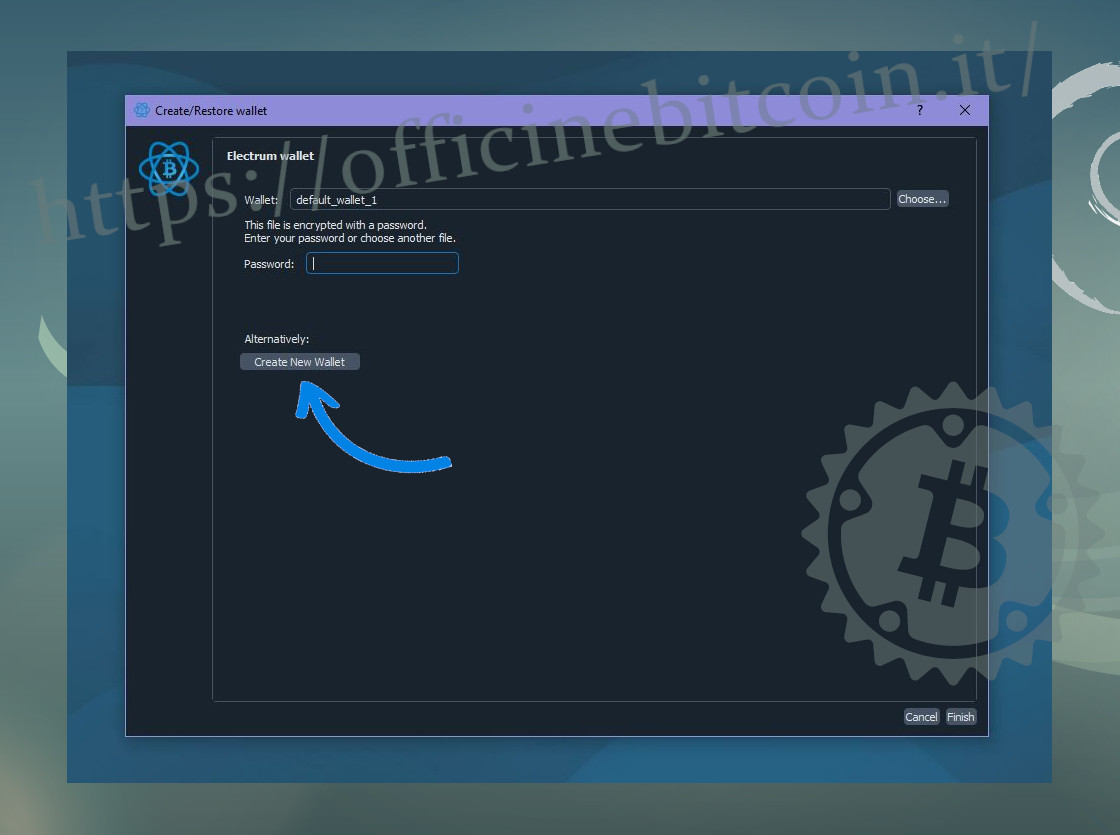 https://officinebitcoin.it/
Create/Restore wallet
?
Electrum wallet
Wallet: default_wallet_1 Choose...
This file is encrypted with a password.
Enter your password or choose another file.
Password:
Alternatively:
Create New Wallet
Cancel Finish